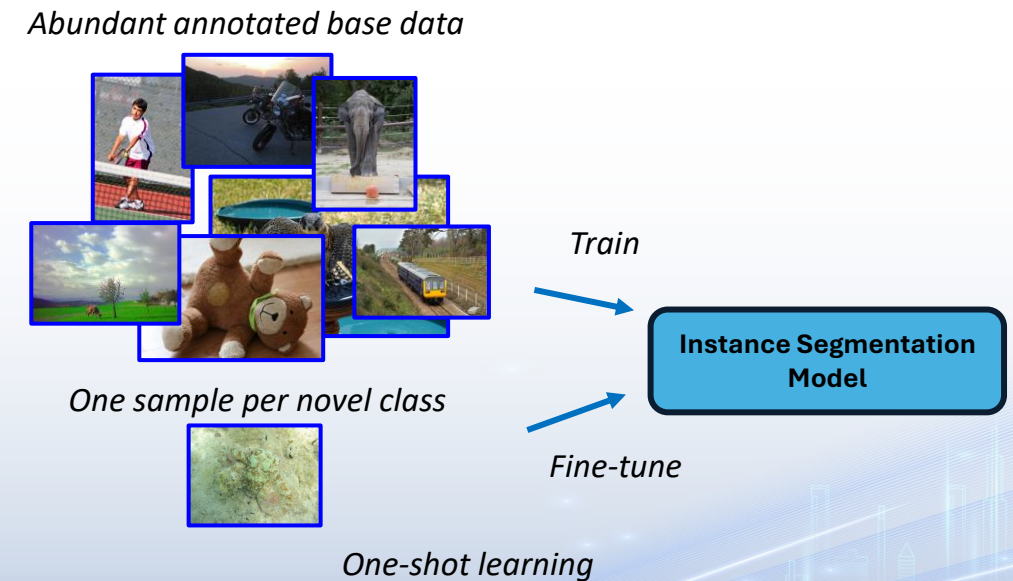 Abundant annotated base data
Train
Instance Segmentation
Model
One sample per novel class
Fine-tune
One-shot learning